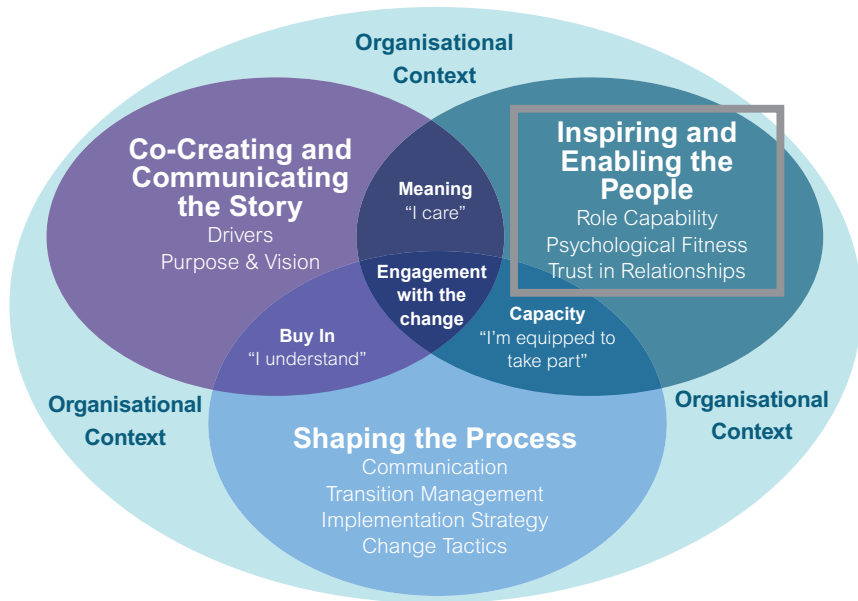 Organisational
Context
Co-Creating and
Communicating
the Story
Drivers
Purpose & Vision
Meaning
“I care”
Inspiring and
Enabling the
People
Role Capability
Psychological Fitness
Trust in Relationships
Engagement
with the
change
Buy In
“I understand”
Capacity
“I’m equipped to
take part”
Organisational
Context
Organisational
Context
Shaping the Process
Communication
Transition Management
Implementation Strategy
Change Tactics